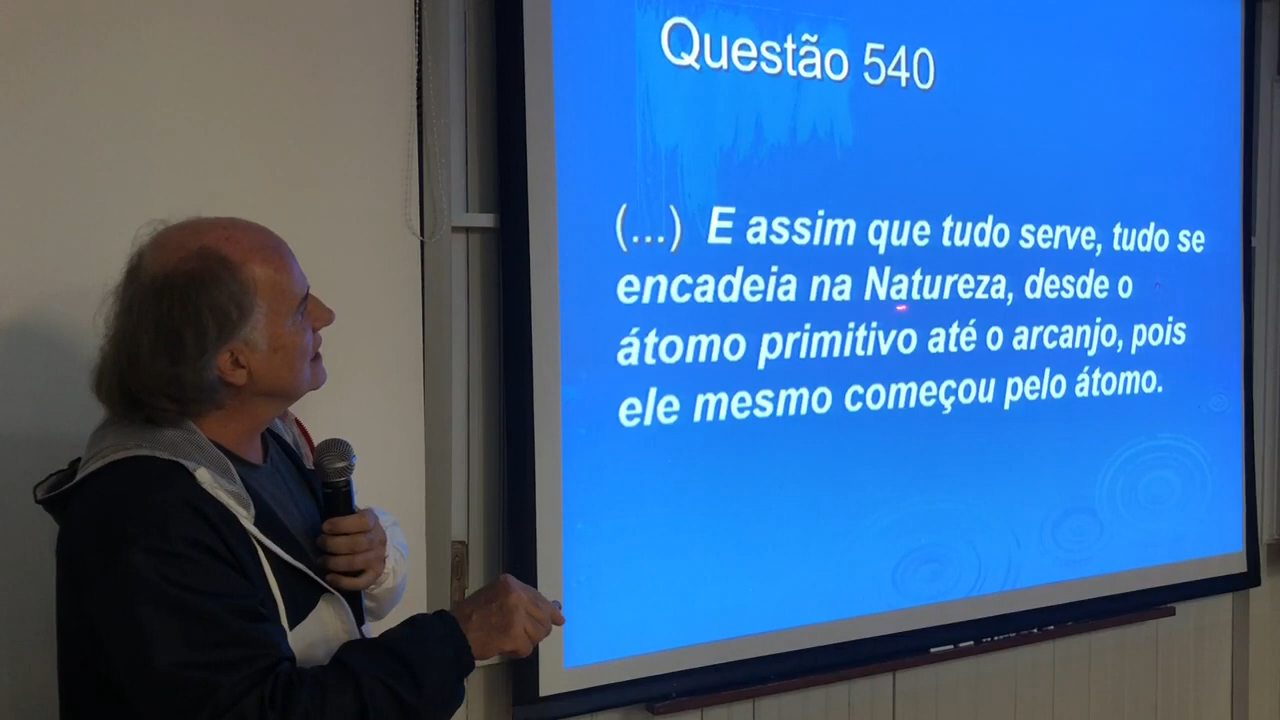 Questão 540
(...) E assim que tudo serve, tudo se
encadeia na Natureza, desde o
átomo primitivo até o arcanjo, pois
ele mesmo começou pelo átomo.